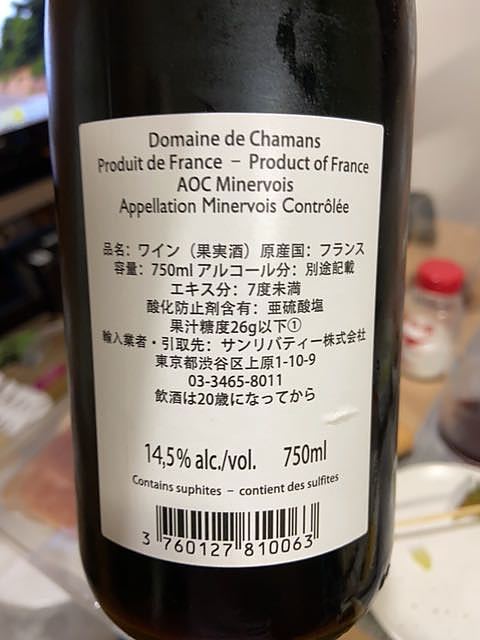 Domaine de Chamans
Produit de France – Product of France
AOC Minervois
Appellation Minervois Contrôlée
品名：ワイン（果実酒）原産国：フランス
容量：750ml アルコール分：別途記載
エキス分：7度未満
酸化防止剤含有：亜硫酸塩
果汁糖度26g以下①
輸入業者・引取先：サンリバティー株式会社
東京都渋谷区上原1-10-9
03-3465-8011
飲酒は20歳になってから
14,5% alc./vol. 750ml
Contains suphites – contient des sulfites
3 760127 810063